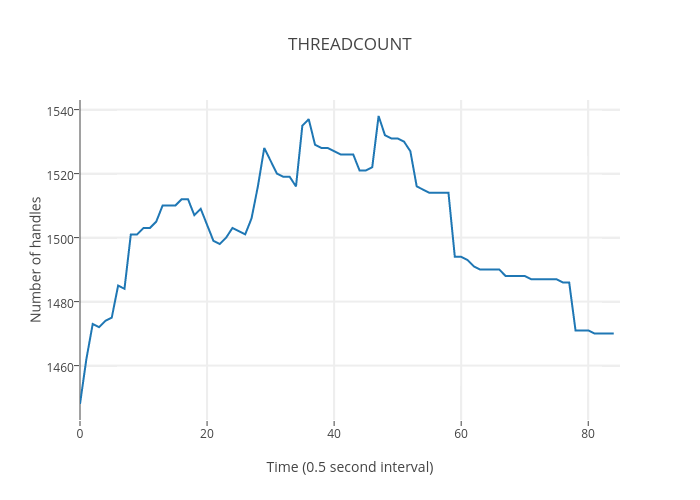 THREADCOUNT
1540
1520
1500
1480
1460
Number of handles
0 20 40 60 80
Time (0.5 second interval)